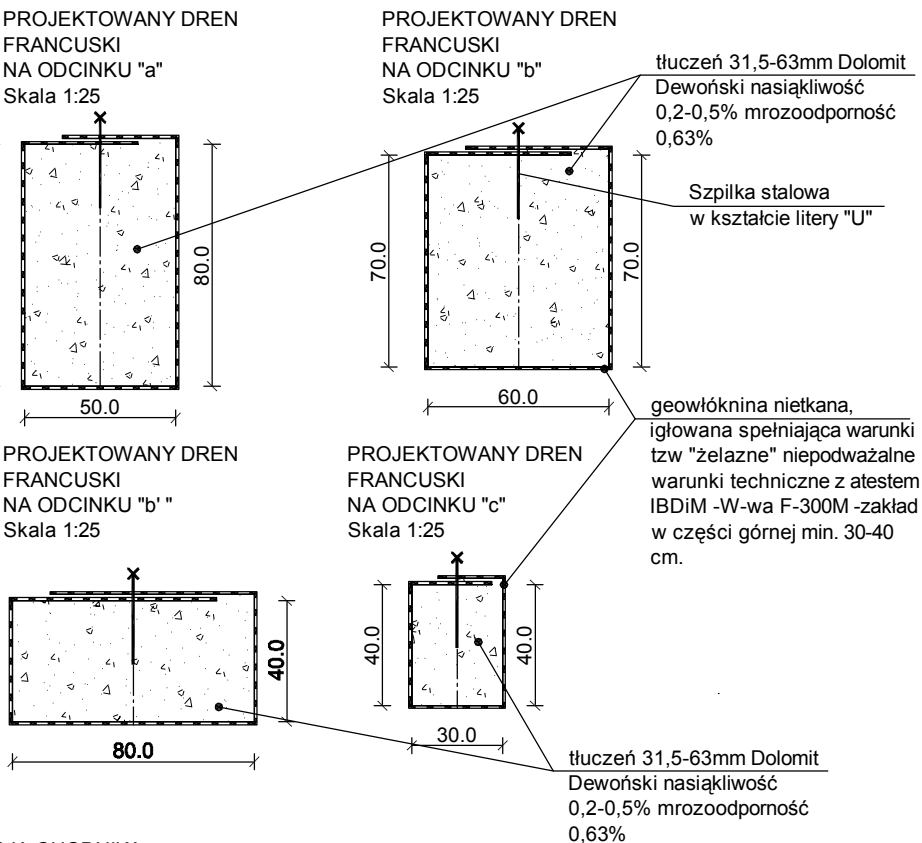 PROJEKTOWANY DREN
FRANCUSKI
NA ODCINKU "a"
Skala 1:25
80.0
50.0
PROJEKTOWANY DREN
FRANCUSKI
NA ODCINKU "b"
Skala 1:25
70.0
70.0
60.0
tłuczeń 31,5-63mm Dolomit
Dewoński nasiąkliwość
0,2-0,5% mrozoodporność
0,63%
Szpilka stalowa
w kształcie litery "U"
geowłóknina nietkana,
igłowana spełniająca warunki
tzw "żelazne" niepodważalne
warunki techniczne z atestem
IBDiM -W-wa F-300M -zakład
w części górnej min. 30-40
cm.
PROJEKTOWANY DREN
FRANCUSKI
NA ODCINKU "b' "
Skala 1:25
40.0
80.0
PROJEKTOWANY DREN
FRANCUSKI
NA ODCINKU "c"
Skala 1:25
40.0
40.0
30.0
tłuczeń 31,5-63mm Dolomit
Dewoński nasiąkliwość
0,2-0,5% mrozoodporność
0,63%